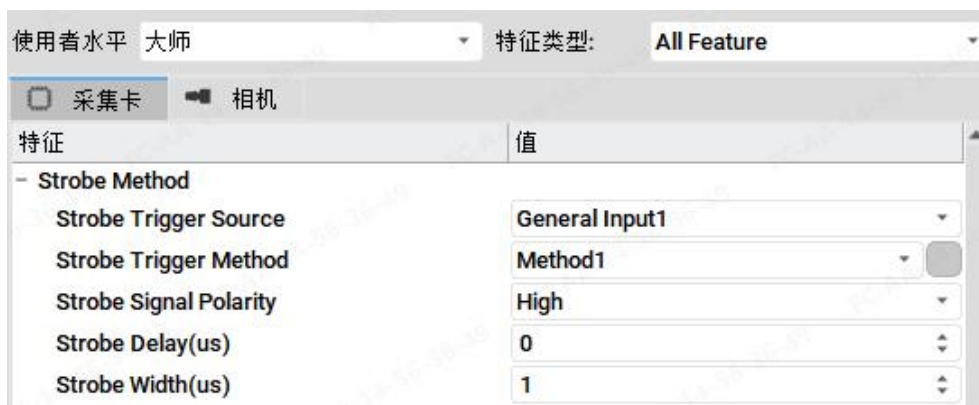 使用者水平 大师 特征类型: All Feature
采集卡 相机
特征 值
Strobe Method
Strobe Trigger Source General Input1
Strobe Trigger Method Method1
Strobe Signal Polarity High
Strobe Delay(us) 0
Strobe Width(us) 1